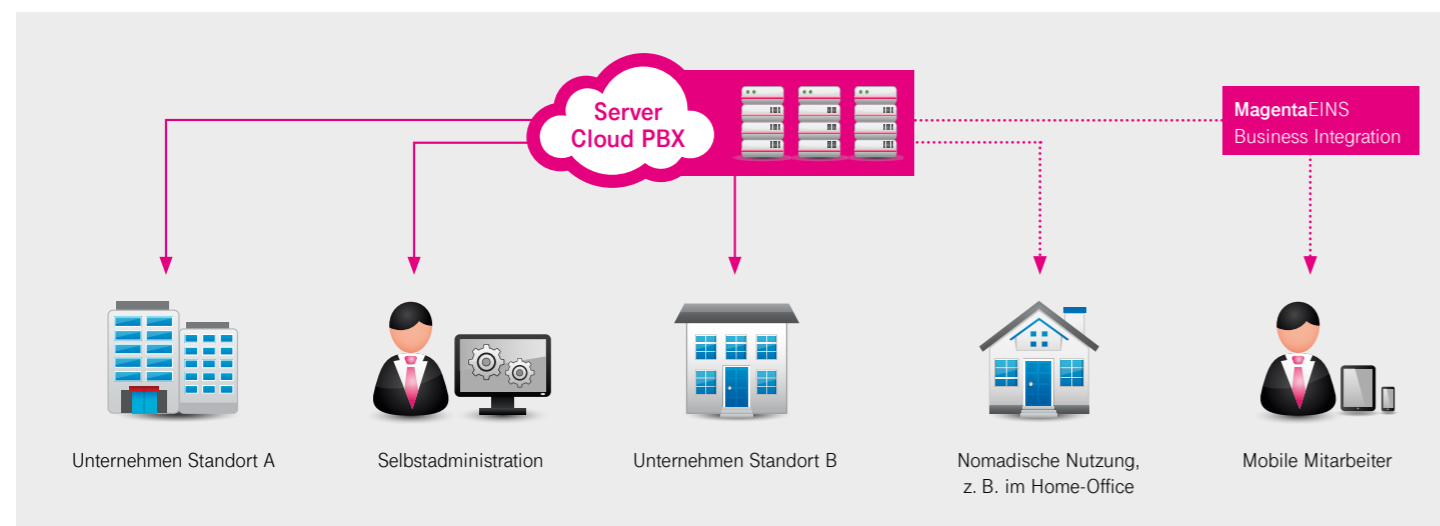 Server
Cloud PBX
MagentaEINS
Business Integration
Unternehmen Standort A
Selbstadministration
Unternehmen Standort B
Nomadische Nutzung,
z. B. im Home-Office
Mobile Mitarbeiter